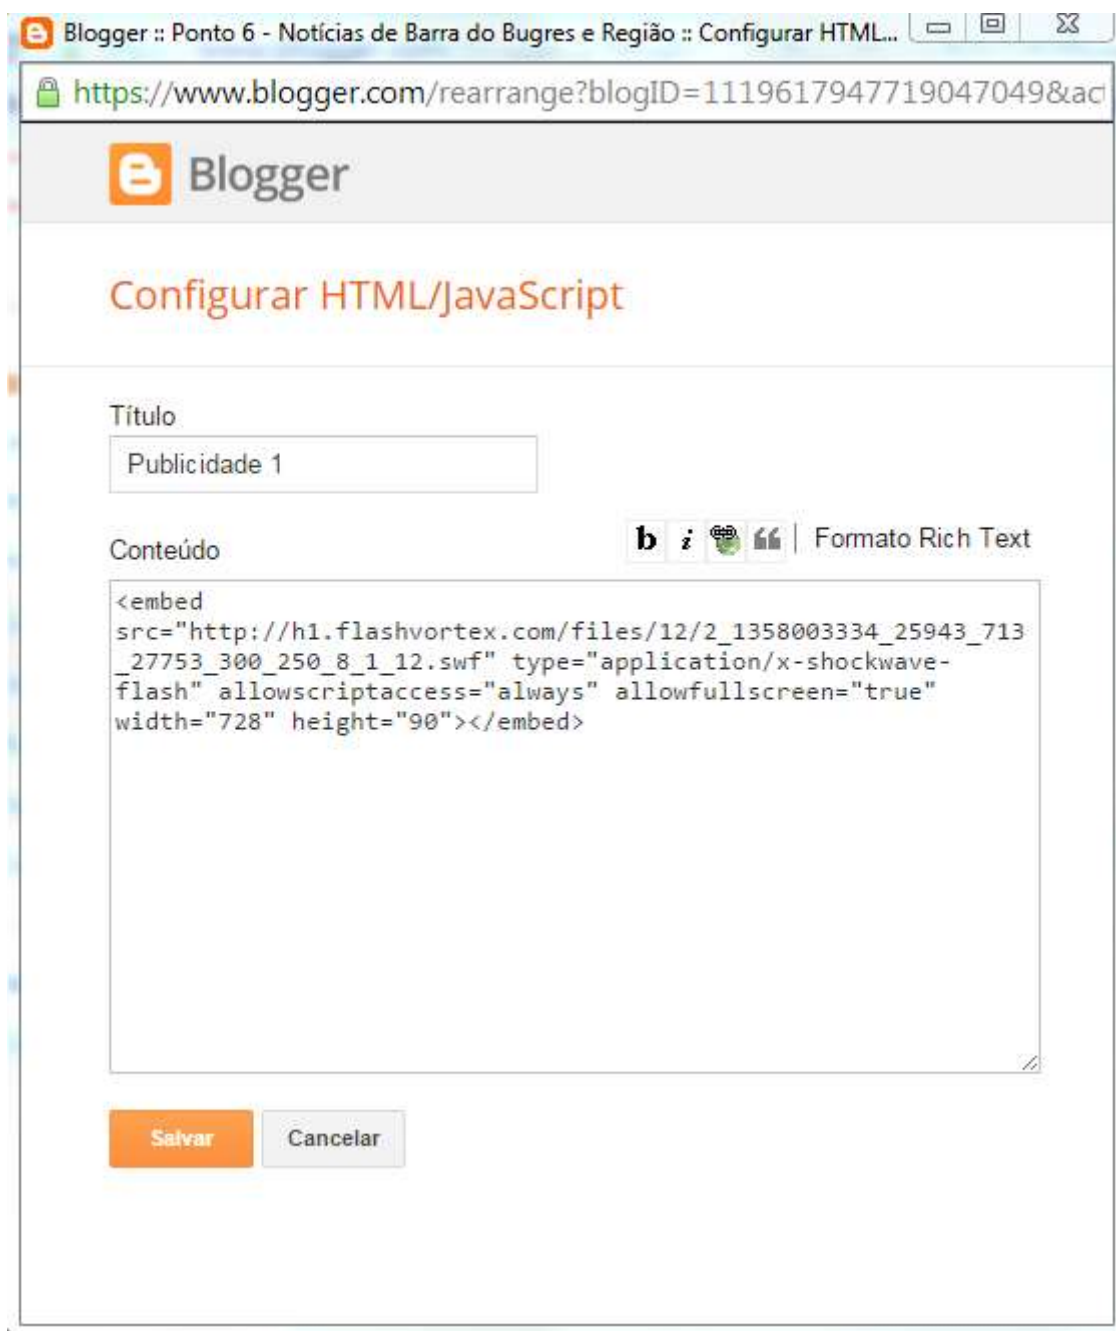 Blogger :: Ponto 6 - Notícias de Barra do Bugres e Região :: Configurar HTML...
https://www.blogger.com/rearrange?blogID=1119617947719047049&act
Blogger
Configurar HTML/JavaScript
Título
Publicidade 1
Conteúdo
b i | Formato Rich Text
<embed
src="http://h1.flashvortex.com/files/12/2_1358003334_25943_713
_27753_300_250_8_1_12.swf" type="application/x-shockwave-
flash" allowscriptaccess="always" allowfullscreen="true"
width="728" height="90"></embed>
Salvar Cancelar